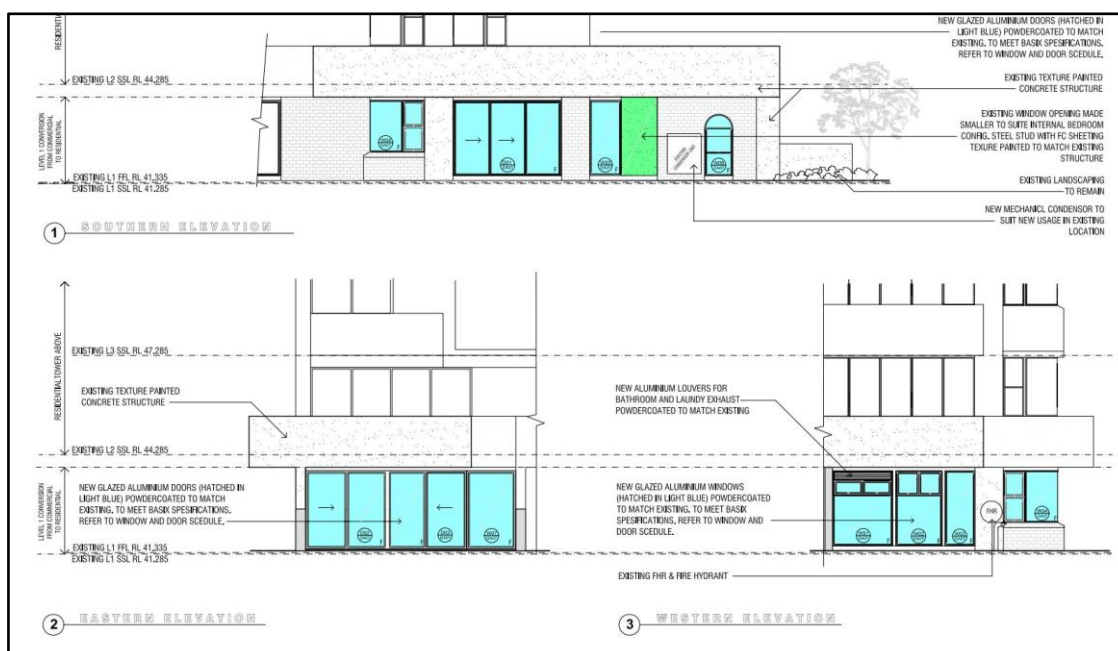 RESIDENTIAL
EXISTING L2 SSL RL 44,285
LEVEL 1 CONVERSION
FROM COMMERCIAL
TO RESIDENTIAL
EXISTING L1 FFL RL 41,335
EXISTING L1 SSL RL 41,285
NEW GLAZED ALUMINIUM DOORS (HATCHED IN
LIGHT BLUE) POWDERCOATED TO MATCH
EXISTING. TO MEET BASIX SPESIFICATIONS.
REFER TO WINDOW AND DOOR SCEDULE.
EXISTING TEXTURE PAINTED
CONCRETE STRUCTURE
EXISTING WINDOW OPENING MADE
SMALLER TO SUITE INTERNAL BEDROOM
CONFIG. STEEL STUD WITH FC SHEETING
TEXURE PAINTED TO MATCH EXISTING
STRUCTURE
EXISTING LANDSCAPING
TO REMAIN
NEW MECHANICL CONDENSOR TO
SUIT NEW USAGE IN EXISTING
LOCATION
EXISTING
CONDENSER UNIT
F
F
F
F
1 SOUTHERN ELEVATION
RESIDENTIAL TOWER ABOVE
EXISTING L3 SSL RL 47,285
EXISTING TEXTURE PAINTED
CONCRETE STRUCTURE
EXISTING L2 SSL RL 44,285
LEVEL 1 CONVERSION
FROM COMMERCIAL
TO RESIDENTIAL
NEW GLAZED ALUMINIUM DOORS (HATCHED IN
LIGHT BLUE) POWDERCOATED TO MATCH
EXISTING. TO MEET BASIX SPESIFICATIONS.
REFER TO WINDOW AND DOOR SCEDULE,
EXISTING L1 FFL RL 41,335
EXISTING L1 SSL RL 41,285
F
F
2 EASTERN ELEVATION
NEW ALUMINIUM LOUVERS FOR
BATHROOM AND LAUNDY EXHAUST
POWDERCOATED TO MATCH EXISTING
NEW GLAZED ALUMINIUM WINDOWS
(HATCHED IN LIGHT BLUE) POWDERCOATED
TO MATCH EXISTING. TO MEET BASIX
SPESIFICATIONS, REFER TO WINDOW AND
DOOR SCEDULE.
FHR
F
F
F
F
EXISTING FHR & FIRE HYDRANT
3 WESTERN ELEVATION